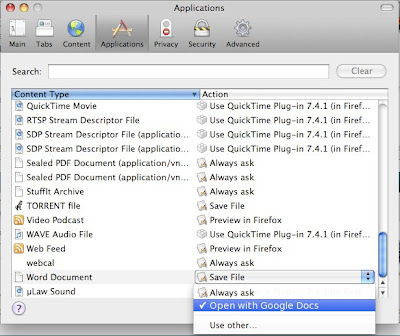 Applications
Main Tabs Content Applications Privacy Security Advanced
Search: Clear
Content Type Action
QuickTime Movie Use QuickTime Plug-in 7.4.1 (in Firef...
RTSP Stream Descriptor File Use QuickTime Plug-in 7.4.1 (in Firef...
SDP Stream Descriptor File (applicatio... Use QuickTime Plug-in 7.4.1 (in Firef...
SDP Stream Descriptor File (applicatio... Use QuickTime Plug-in 7.4.1 (in Firef...
Sealed PDF Document (application/vn... Always ask
Sealed PDF Document (application/vn... Always ask
StuffIt Archive Always ask
TORRENT file Save File
Video Podcast Preview in Firefox
WAVE Audio File Use QuickTime Plug-in 7.4.1 (in Firef...
Web Feed Preview in Firefox
webcal Always ask
Word Document Save File
µLaw Sound Always ask
✓ Open with Google Docs
Use other...
?